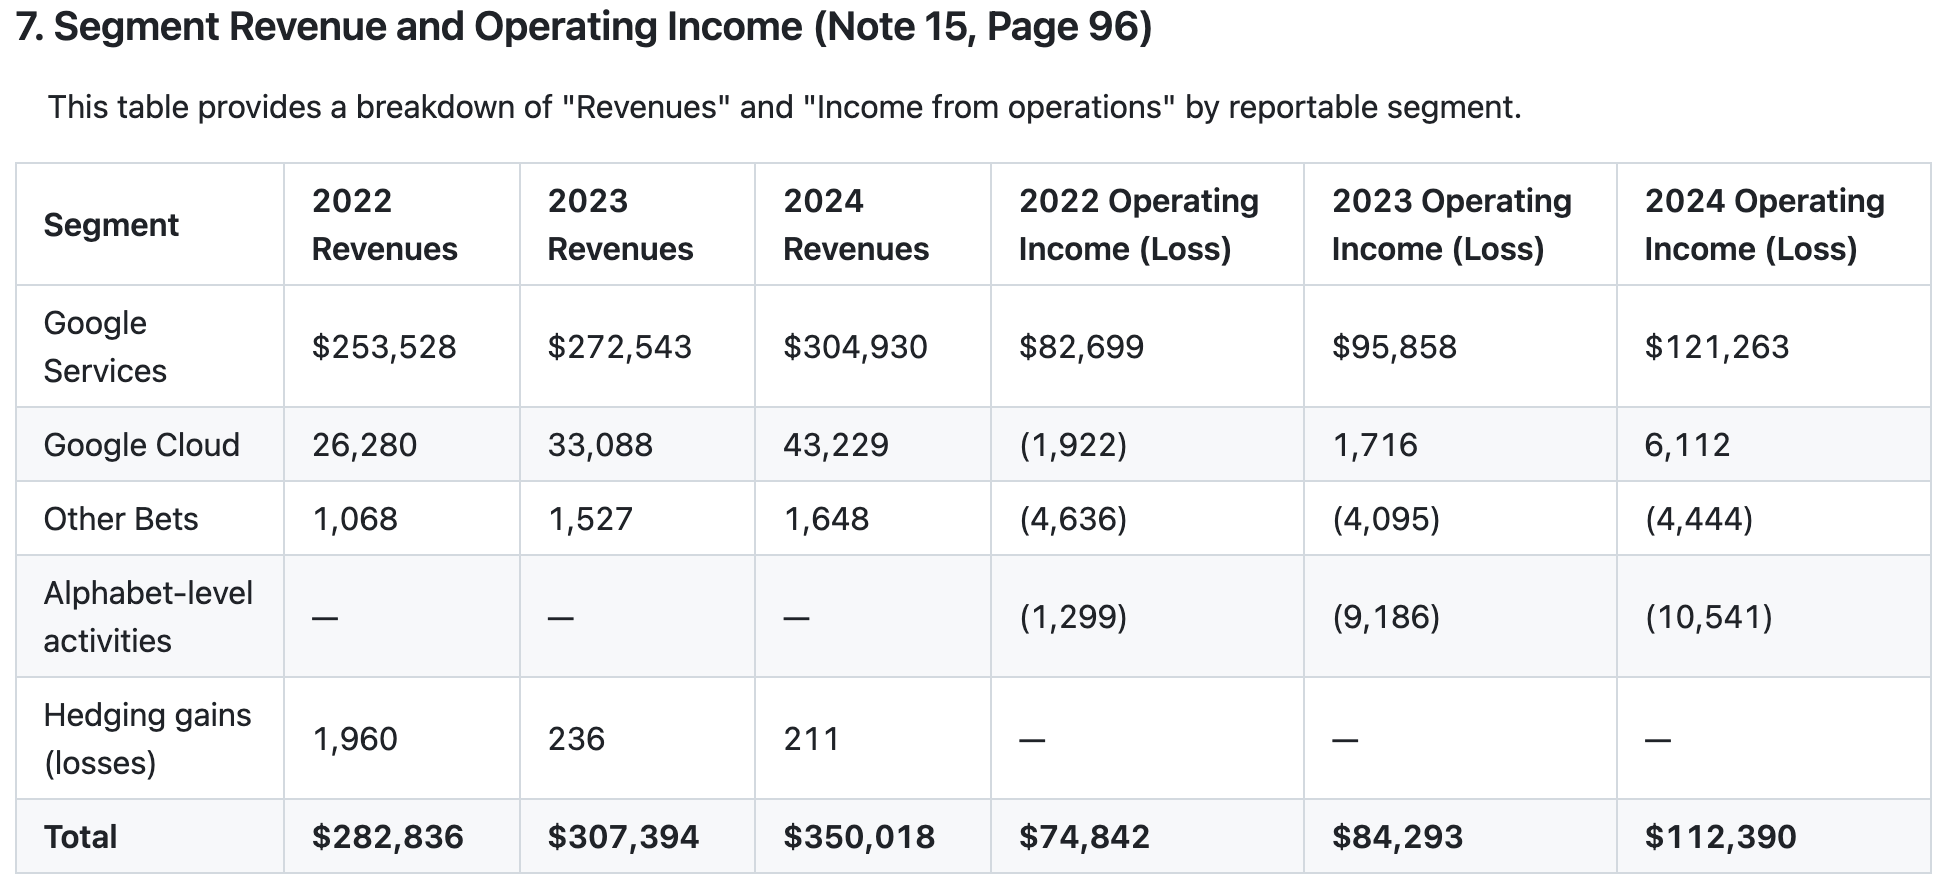 7. Segment Revenue and Operating Income (Note 15, Page 96)
This table provides a breakdown of "Revenues" and "Income from operations" by reportable segment.
Segment | 2022 Revenues | 2023 Revenues | 2024 Revenues | 2022 Operating Income (Loss) | 2023 Operating Income (Loss) | 2024 Operating Income (Loss)
Google Services | $253,528 | $272,543 | $304,930 | $82,699 | $95,858 | $121,263
Google Cloud | 26,280 | 33,088 | 43,229 | (1,922) | 1,716 | 6,112
Other Bets | 1,068 | 1,527 | 1,648 | (4,636) | (4,095) | (4,444)
Alphabet-level activities | — | — | — | (1,299) | (9,186) | (10,541)
Hedging gains (losses) | 1,960 | 236 | 211 | — | — | —
Total | $282,836 | $307,394 | $350,018 | $74,842 | $84,293 | $112,390